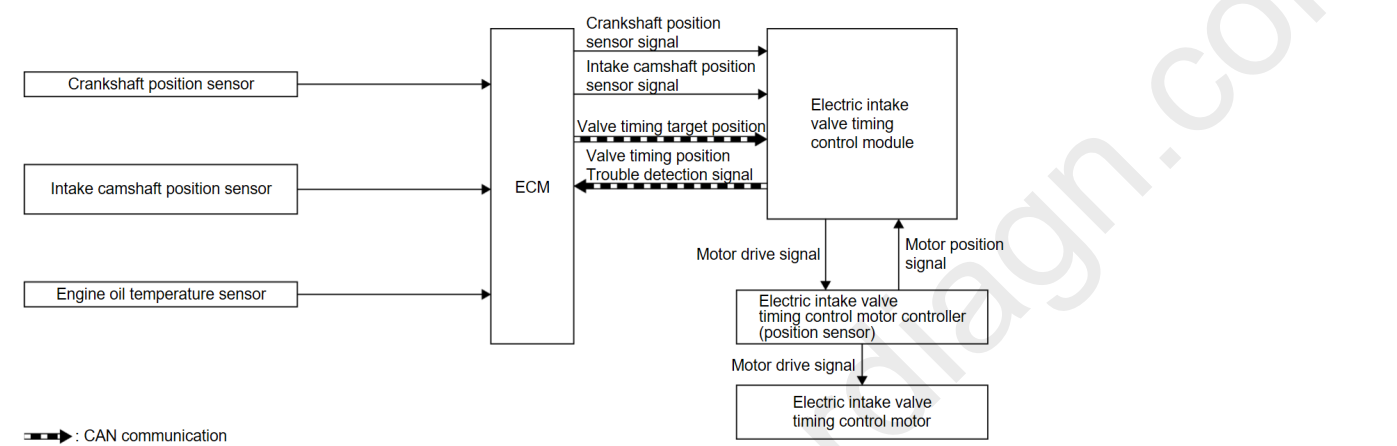 Crankshaft position
sensor signal
Crankshaft position sensor
Intake camshaft position
sensor signal
Electric intake
valve timing
control module
Valve timing target position
Valve timing position
Trouble detection signal
Intake camshaft position sensor
ECM
Motor drive signal
Motor position
signal
Engine oil temperature sensor
Electric intake valve
timing control motor controller
(position sensor)
Motor drive signal
Electric intake valve
timing control motor
: CAN communication